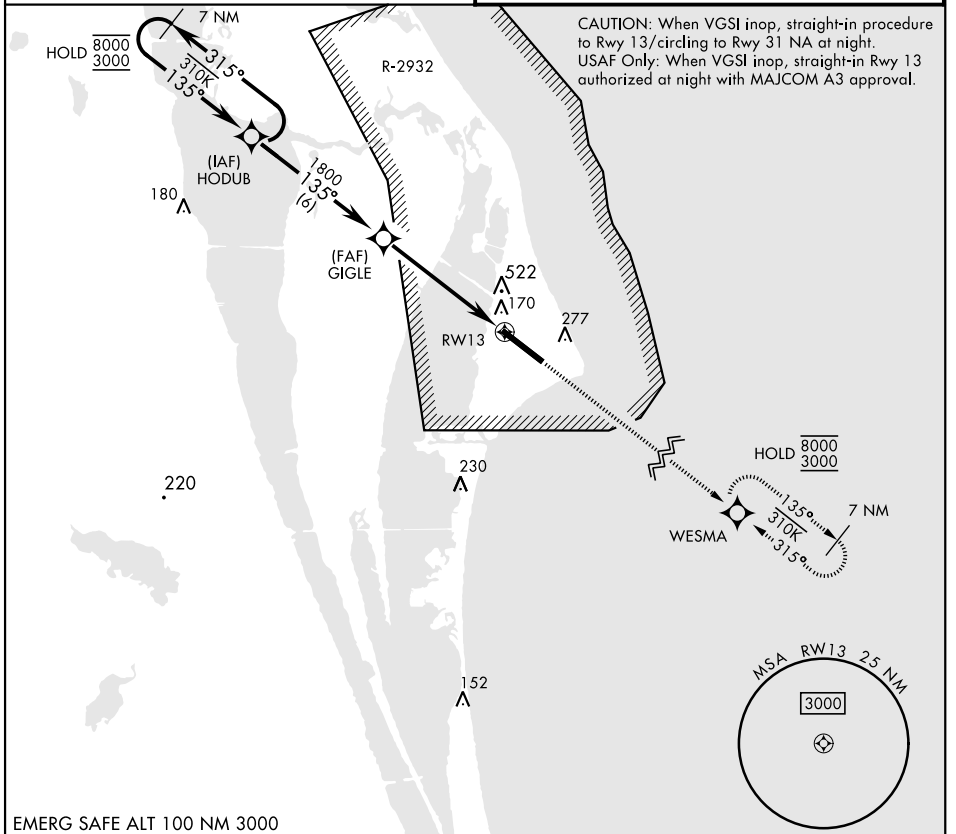 7 NM
HOLD 8000
3000
315°
310K
135°
R-2932
CAUTION: When VGSI inop, straight-in procedure
to Rwy 13/circling to Rwy 31 NA at night.
USAF Only: When VGSI inop, straight-in Rwy 13
authorized at night with MAJCOM A3 approval.
(IAF)
HODUB
180
1800
135°
(6)
(FAF)
GIGLE
522
170
277
RW13
230
220
HOLD 8000
3000
135°
310K
315°
7 NM
WESMA
152
MSA RW13 25 NM
3000
EMERG SAFE ALT 100 NM 3000